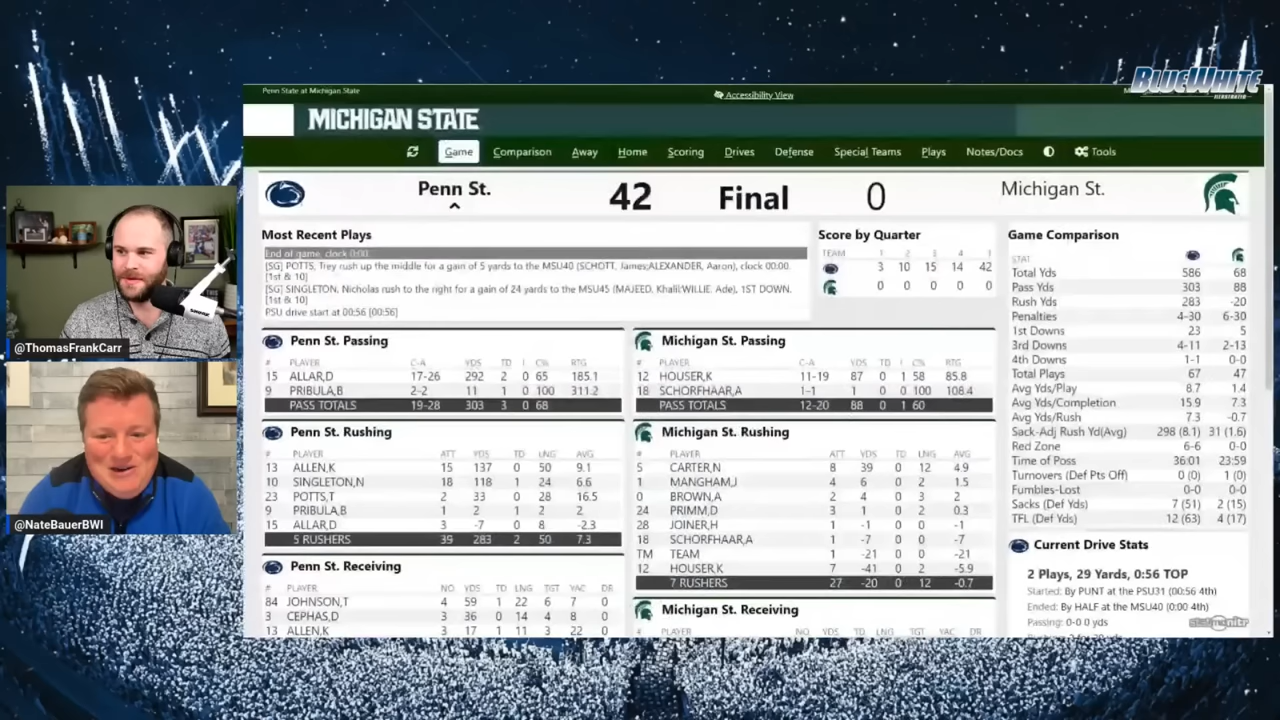 BLUEWHITE
ILLUSTRATED
Penn State at Michigan State
Accessibility View
MICHIGAN STATE
Game Comparison Away Home Scoring Drives Defense Special Teams Plays Notes/Docs Tools
Penn St. 42 Final 0 Michigan St.
Most Recent Plays
End of game, clock 0:00.
[SG] POTTS, Trey rush up the middle for a gain of 5 yards to the MSU40 (SCHOTT, James;ALEXANDER, Aaron), clock 00:00.
[1st & 10]
[SG] SINGLETON, Nicholas rush to the right for a gain of 24 yards to the MSU45 (MAJEED, Khalil;WILLIE, Ade), 1ST DOWN.
[1st & 10]
PSU drive start at 00:56 [00:56]
Score by Quarter
TEAM 1 2 3 4
3 10 15 14 42
0 0 0 0 0
Game Comparison
STAT
Total Yds 586 68
Pass Yds 303 88
Rush Yds 283 -20
Penalties 4-30 6-30
1st Downs 23 5
3rd Downs 4-11 2-13
4th Downs 1-1 0-0
Total Plays 67 47
Avg Yds/Play 8.7 1.4
Avg Yds/Completion 15.9 7.3
Avg Yds/Rush 7.3 -0.7
Sack-Adj Rush Yd(Avg) 298 (8.1) 31 (1.6)
Red Zone 6-6 0-0
Time of Poss 36:01 23:59
Turnovers (Def Pts Off) 0 (0) 1 (0)
Fumbles-Lost 0-0 0-0
Sacks (Def Yds) 7 (51) 2 (15)
TFL (Def Yds) 12 (63) 4 (17)
Penn St. Passing
# PLAYER C-A YDS TD I C% RTG
15 ALLAR,D 17-26 292 2 0 65 185.1
9 PRIBULA,B 2-2 11 1 0 100 311.2
PASS TOTALS 19-28 303 3 0 68
Michigan St. Passing
# PLAYER C-A YDS TD I C% RTG
12 HOUSER,K 11-19 87 0 1 58 85.8
18 SCHORFHAAR,A 1-1 1 0 0 100 108.4
PASS TOTALS 12-20 88 0 1 60
Penn St. Rushing
# PLAYER ATT YDS TD LNG AVG
13 ALLEN,K 15 137 0 50 9.1
10 SINGLETON,N 18 118 1 24 6.6
23 POTTS,T 2 33 0 28 16.5
9 PRIBULA,B 1 2 1 2 2
15 ALLAR,D 3 -7 0 8 -2.3
5 RUSHERS 39 283 2 50 7.3
Michigan St. Rushing
# PLAYER ATT YDS TD LNG AVG
5 CARTER,N 8 39 0 12 4.9
1 MANGHAM,J 4 6 0 2 1.5
0 BROWN,A 2 4 0 3 2
24 PRIMM,D 3 1 0 2 0.3
28 JOINER,H 1 -1 0 0 -1
18 SCHORFHAAR,A 1 -7 0 0 -7
TM TEAM 1 -21 0 0 -21
12 HOUSER,K 7 -41 0 2 -5.9
7 RUSHERS 27 -20 0 12 -0.7
Penn St. Receiving
# PLAYER NO YDS TD LNG TGT YAC DR
84 JOHNSON,T 4 59 1 22 6 7 0
3 CEPHAS,D 3 36 0 14 4 8 0
13 ALLEN,K 3 17 1 11 3 22 0
Michigan St. Receiving
# PLAYER NO YDS TD LNG TGT YAC DR
Current Drive Stats
2 Plays, 29 Yards, 0:56 TOP
Started: By PUNT at the PSU31 (00:56 4th)
Ended: By HALF at the MSU40 (0:00 4th)
Passing: 0-0 0 yds
@ThomasFrankCarr
@NateBauerBWI